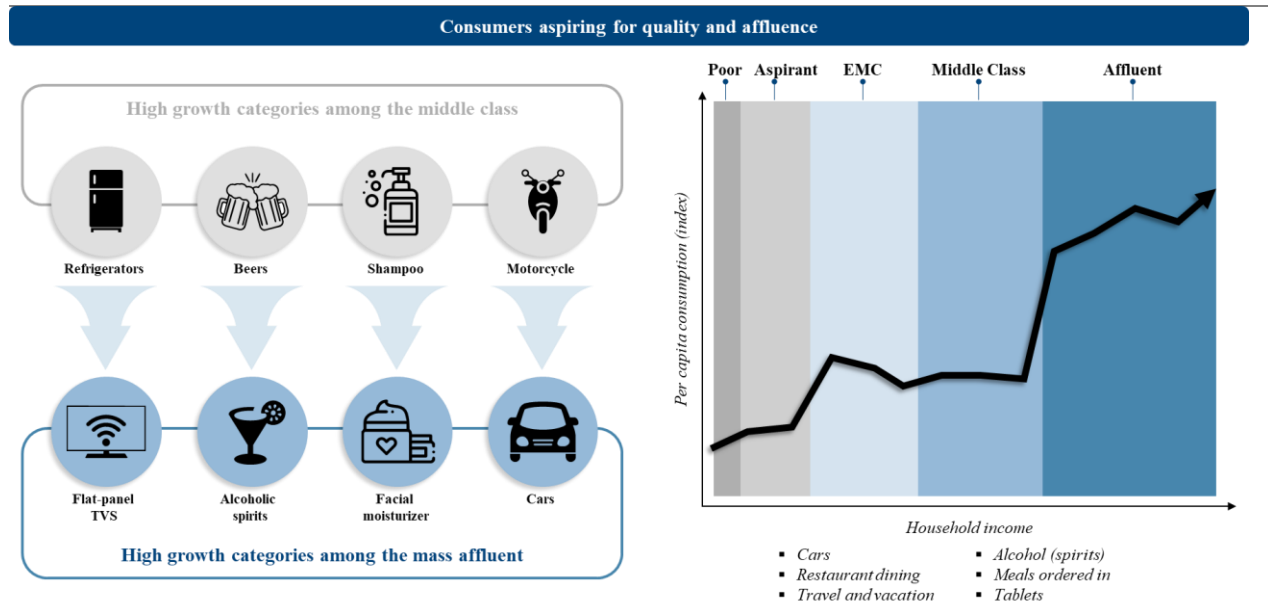 Consumers aspiring for quality and affluence
High growth categories among the middle class
Refrigerators
Beers
Shampoo
Motorcycle
Flat-panel
TVS
Alcoholic
spirits
Facial
moisturizer
Cars
High growth categories among the mass affluent
Poor
Aspirant
EMC
Middle Class
Affluent
Per capita consumption (index)
Household income
▪ Cars
▪ Restaurant dining
▪ Travel and vacation
▪ Alcohol (spirits)
▪ Meals ordered in
▪ Tablets